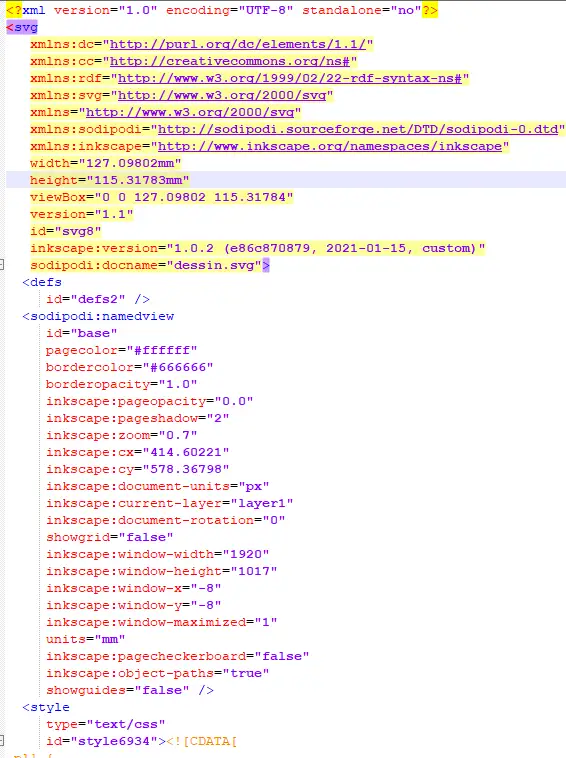 <?xml version="1.0" encoding="UTF-8" standalone="no"?>
<svg
xmlns:dc="http://purl.org/dc/elements/1.1/"
xmlns:cc="http://creativecommons.org/ns#"
xmlns:rdf="http://www.w3.org/1999/02/22-rdf-syntax-ns#"
xmlns:svg="http://www.w3.org/2000/svg"
xmlns="http://www.w3.org/2000/svg"
xmlns:sodipodi="http://sodipodi.sourceforge.net/DTD/sodipodi-0.dtd"
xmlns:inkscape="http://www.inkscape.org/namespaces/inkscape"
width="127.09802mm"
height="115.31783mm"
viewBox="0 0 127.09802 115.31784"
version="1.1"
id="svg8"
inkscape:version="1.0.2 (e86c870879, 2021-01-15, custom)"
sodipodi:docname="dessin.svg">
<defs
id="defs2" />
<sodipodi:namedview
id="base"
pagecolor="#ffffff"
bordercolor="#666666"
borderopacity="1.0"
inkscape:pageopacity="0.0"
inkscape:pageshadow="2"
inkscape:zoom="0.7"
inkscape:cx="414.60221"
inkscape:cy="578.36798"
inkscape:document-units="px"
inkscape:current-layer="layer1"
inkscape:document-rotation="0"
showgrid="false"
inkscape:window-width="1920"
inkscape:window-height="1017"
inkscape:window-x="-8"
inkscape:window-y="-8"
inkscape:window-maximized="1"
units="mm"
inkscape:pagecheckerboard="false"
inkscape:object-paths="true"
showguides="false" />
<style
type="text/css"
id="style6934"><![CDATA[